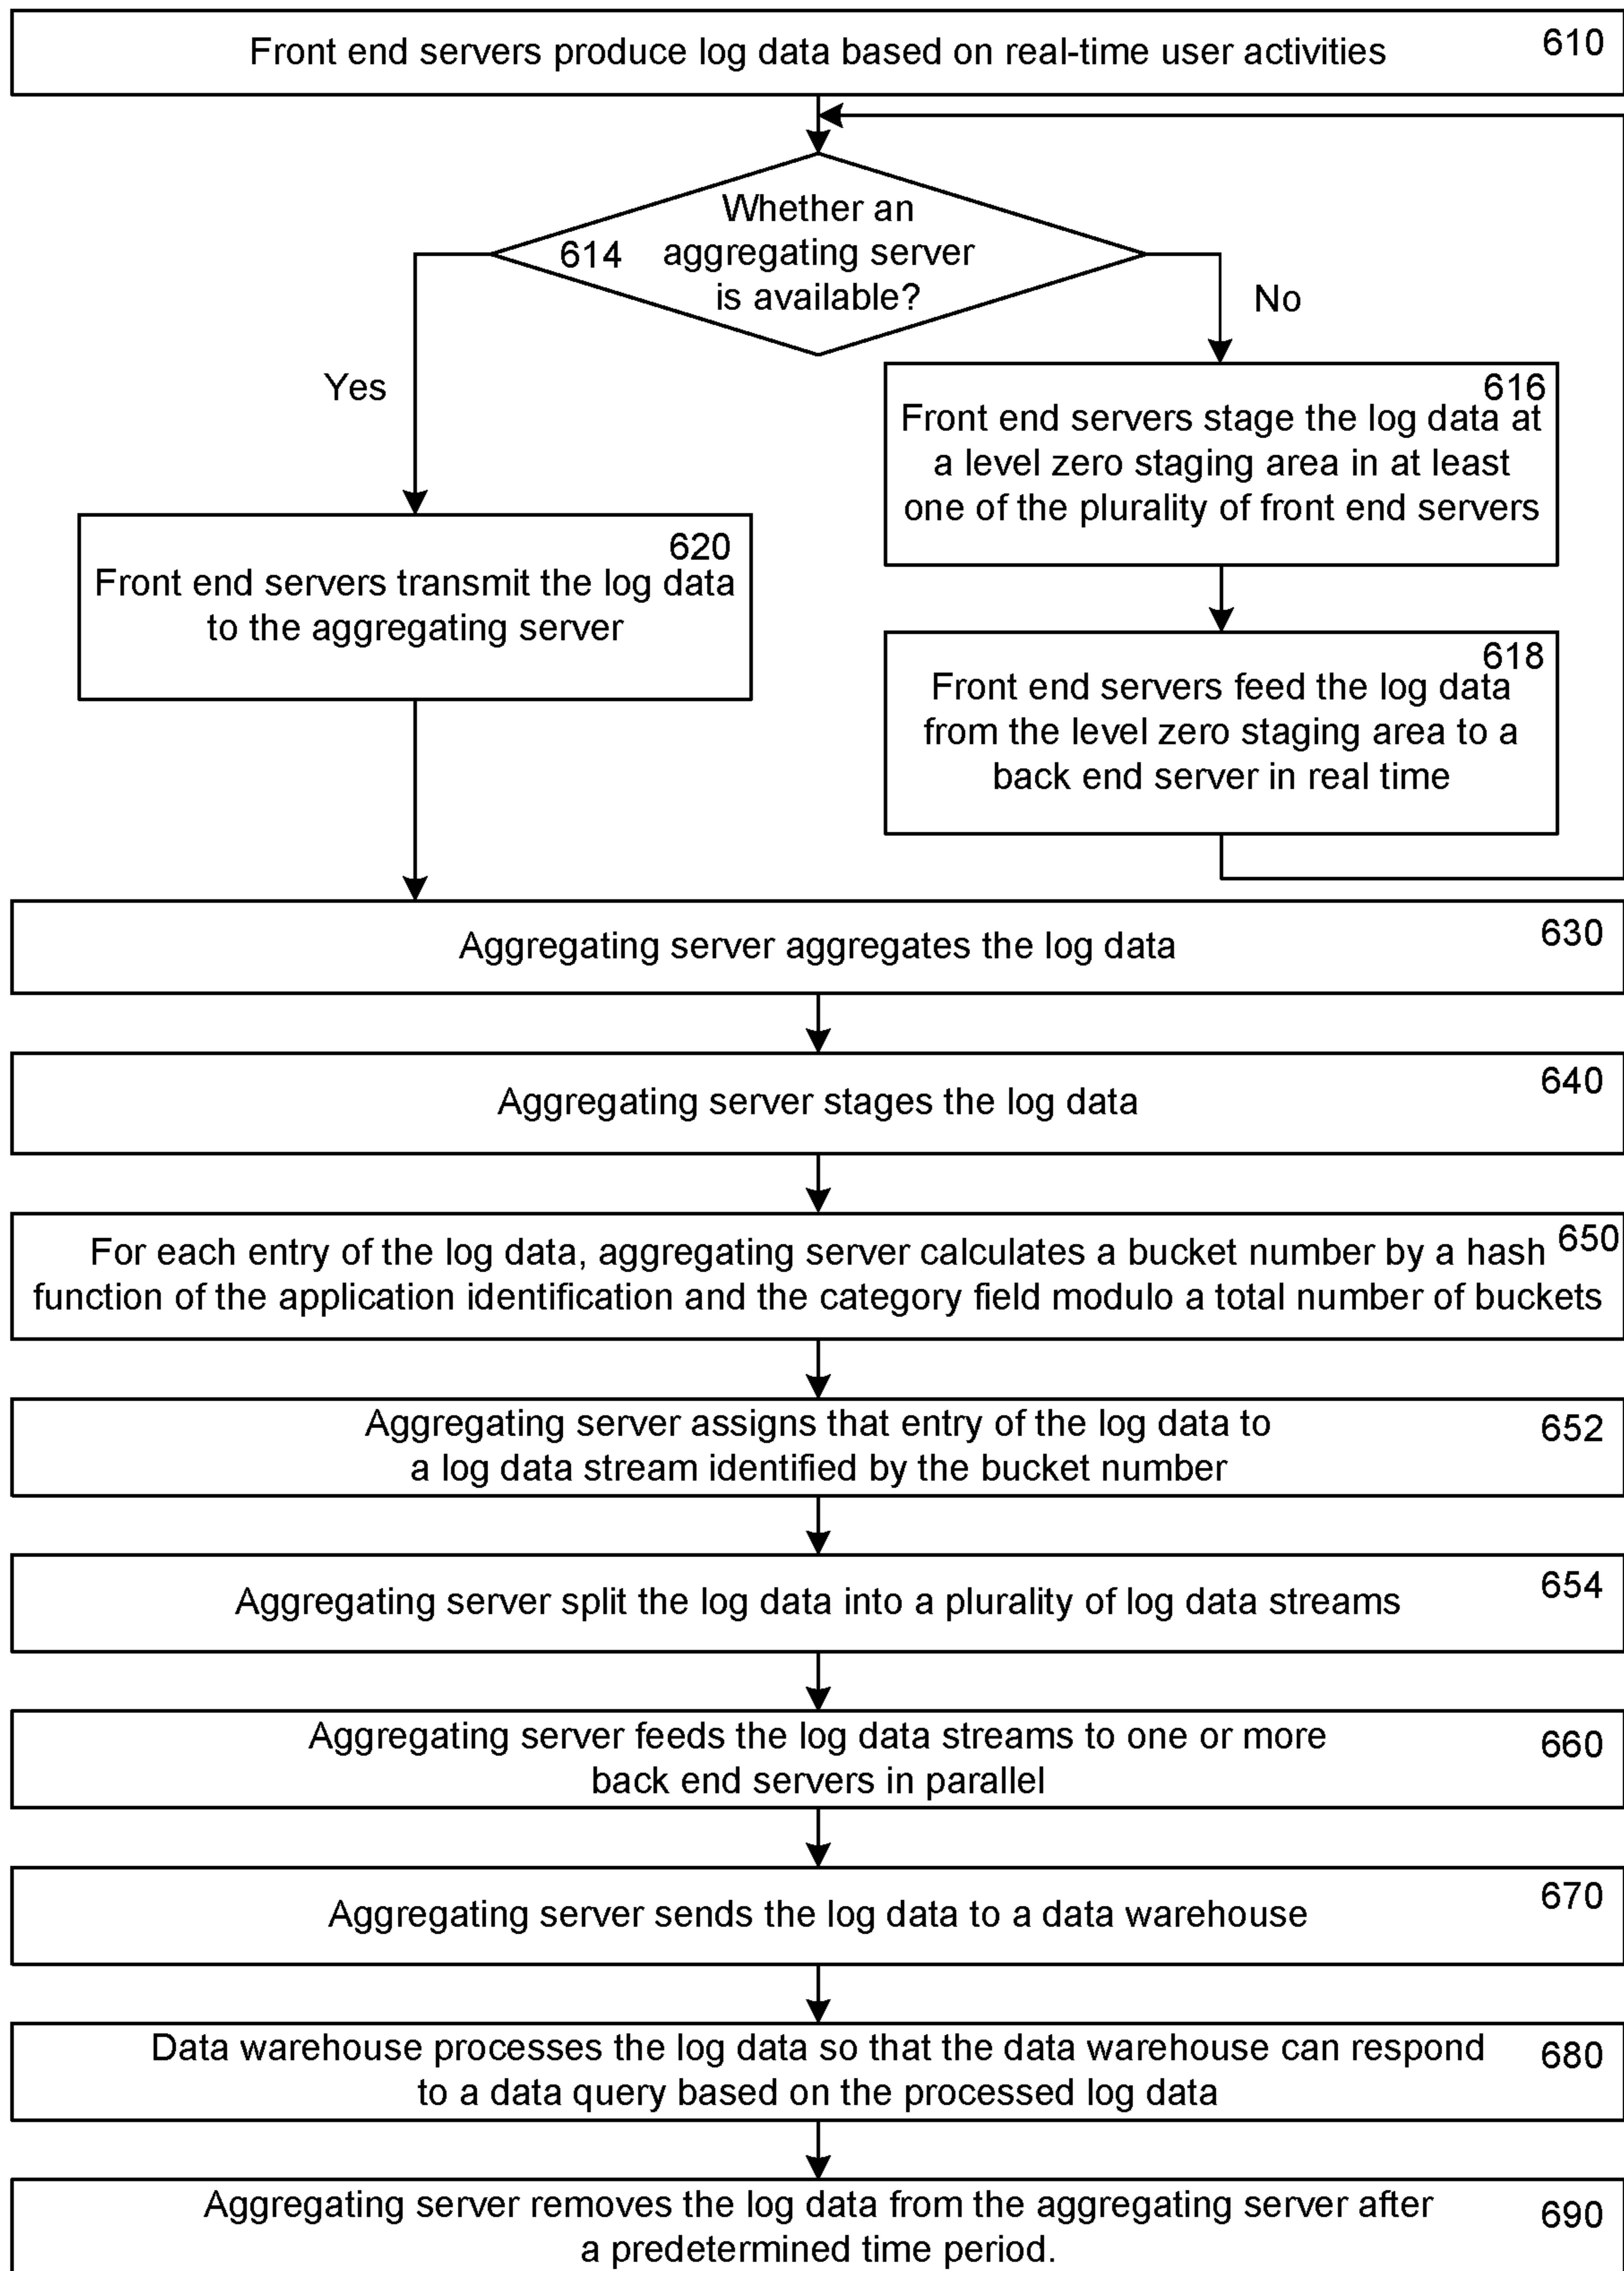 Front end servers produce log data based on real-time user activities
610
Whether an
614 aggregating server
is available?
No
Yes
616
Front end servers stage the log data at
a level zero staging area in at least
one of the plurality of front end servers
620
Front end servers transmit the log data
to the aggregating server
618
Front end servers feed the log data
from the level zero staging area to a
back end server in real time
Aggregating server aggregates the log data
630
Aggregating server stages the log data
640
For each entry of the log data, aggregating server calculates a bucket number by a hash
650
function of the application identification and the category field modulo a total number of buckets
Aggregating server assigns that entry of the log data to
652
a log data stream identified by the bucket number
Aggregating server split the log data into a plurality of log data streams
654
Aggregating server feeds the log data streams to one or more
660
back end servers in parallel
Aggregating server sends the log data to a data warehouse
670
Data warehouse processes the log data so that the data warehouse can respond
680
to a data query based on the processed log data
Aggregating server removes the log data from the aggregating server after
690
a predetermined time period.